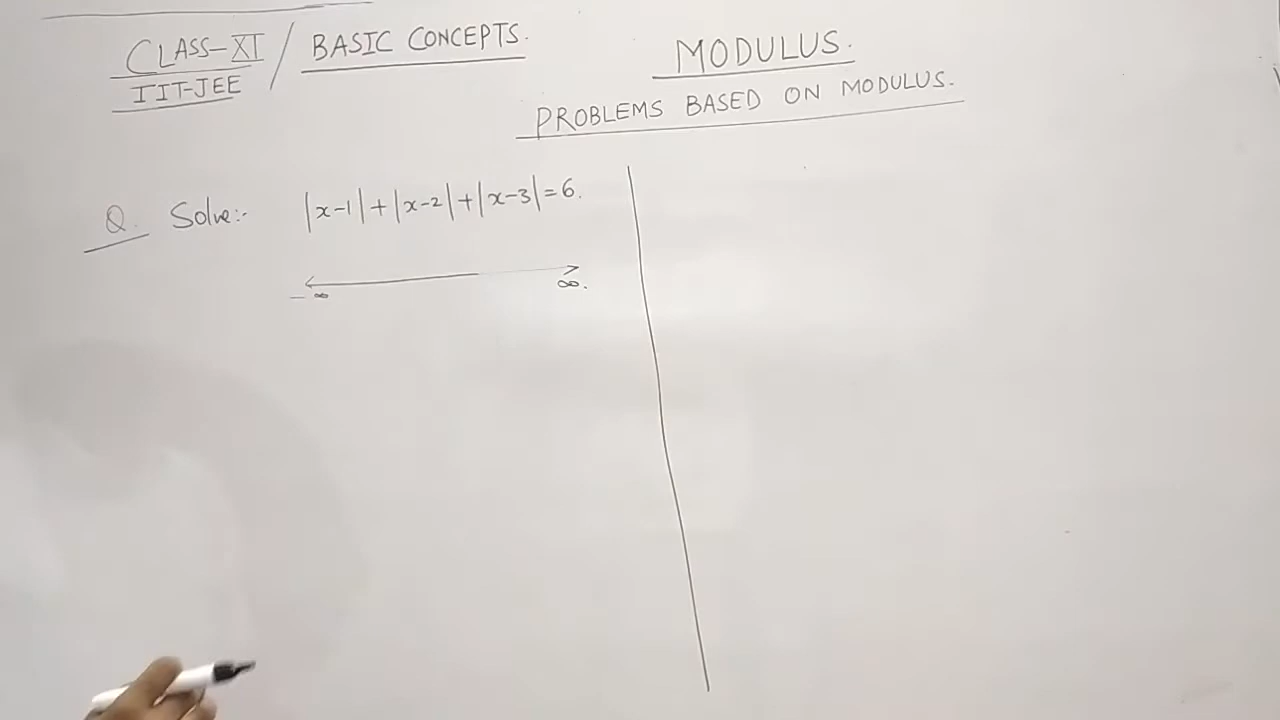 CLASS-XI / BASIC CONCEPTS.
IIT-JEE
MODULUS.
PROBLEMS BASED ON MODULUS.
Q. Solve:- |x-1|+|x-2|+|x-3|=6.
-∞ ∞.